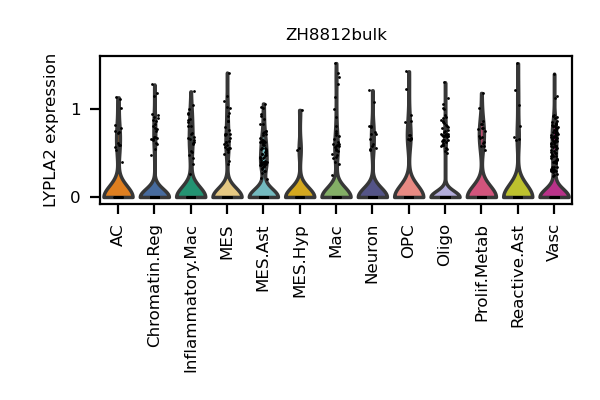 ZH8812bulk
LYPLA2 expression
1
0
AC
Chromatin.Reg
Inflammatory.Mac
MES
MES.Ast
MES.Hyp
Mac
Neuron
OPC
Oligo
Prolif.Metab
Reactive.Ast
Vasc